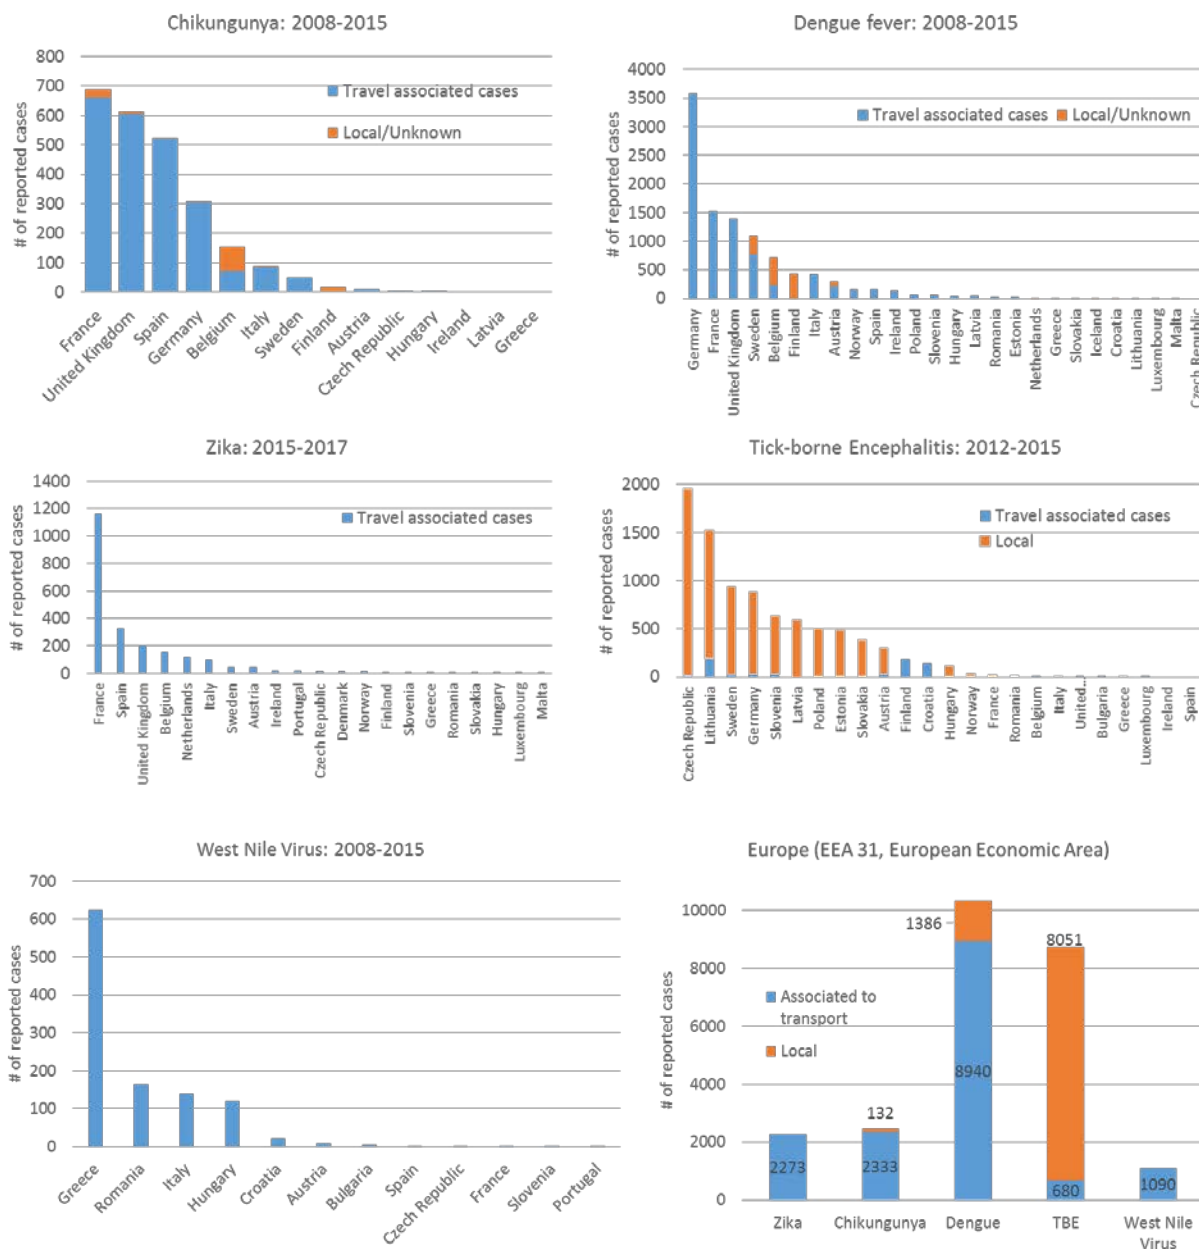 Chikungunya: 2008-2015
# of reported cases
800
700
600
500
400
300
200
100
0
Travel associated cases
Local/Unknown
France
United Kingdom
Spain
Germany
Belgium
Italy
Sweden
Finland
Austria
Czech Republic
Hungary
Ireland
Latvia
Greece
Dengue fever: 2008-2015
# of reported cases
4000
3500
3000
2500
2000
1500
1000
500
0
Travel associated cases Local/Unknown
Germany
France
United Kingdom
Sweden
Belgium
Finland
Italy
Austria
Norway
Spain
Ireland
Poland
Slovenia
Hungary
Latvia
Romania
Estonia
Netherlands
Greece
Slovakia
Iceland
Croatia
Lithuania
Luxembourg
Malta
Czech Republic
Zika: 2015-2017
# of reported cases
1400
1200
1000
800
600
400
200
0
Travel associated cases
France
Spain
United Kingdom
Belgium
Netherlands
Italy
Sweden
Austria
Ireland
Portugal
Czech Republic
Denmark
Norway
Finland
Slovenia
Greece
Romania
Slovakia
Hungary
Luxembourg
Malta
Tick-borne Encephalitis: 2012-2015
# of reported cases
2000
1500
1000
500
0
Travel associated cases
Local
Czech Republic
Lithuania
Sweden
Germany
Slovenia
Latvia
Poland
Estonia
Slovakia
Austria
Finland
Croatia
Hungary
Norway
France
Romania
Belgium
Italy
United...
Bulgaria
Greece
Luxembourg
Ireland
Spain
West Nile Virus: 2008-2015
# of reported cases
700
600
500
400
300
200
100
0
Greece
Romania
Italy
Hungary
Croatia
Austria
Bulgaria
Spain
Czech Republic
France
Slovenia
Portugal
Europe (EEA 31, European Economic Area)
# of reported cases
10000
8000
6000
4000
2000
0
Associated to
transport
Local
2273
132
2333
1386
8940
8051
680
1090
Zika
Chikungunya
Dengue
TBE
West Nile
Virus